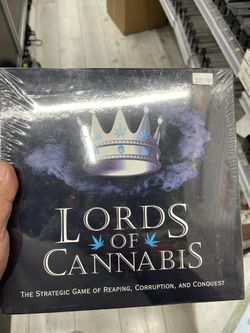 LORDS
OF
CANNABIS
THE STRATEGIC GAME OF REAPING, CORRUPTION, AND CONQUEST